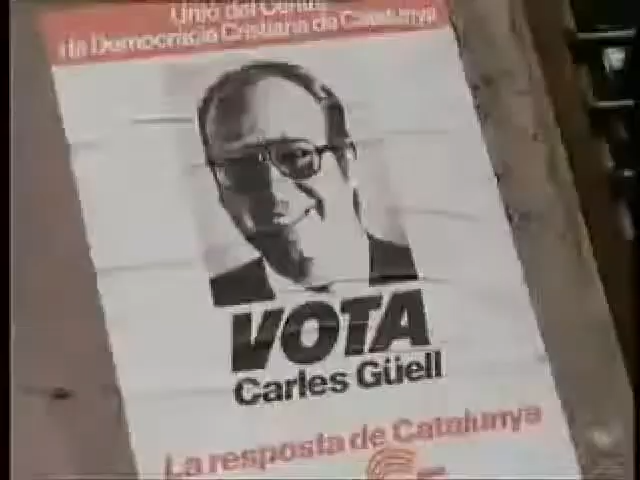 Unió del Centre
i la Democràcia Cristiana de Catalunya
VOTA
Carles Güell
La resposta de Catalunya